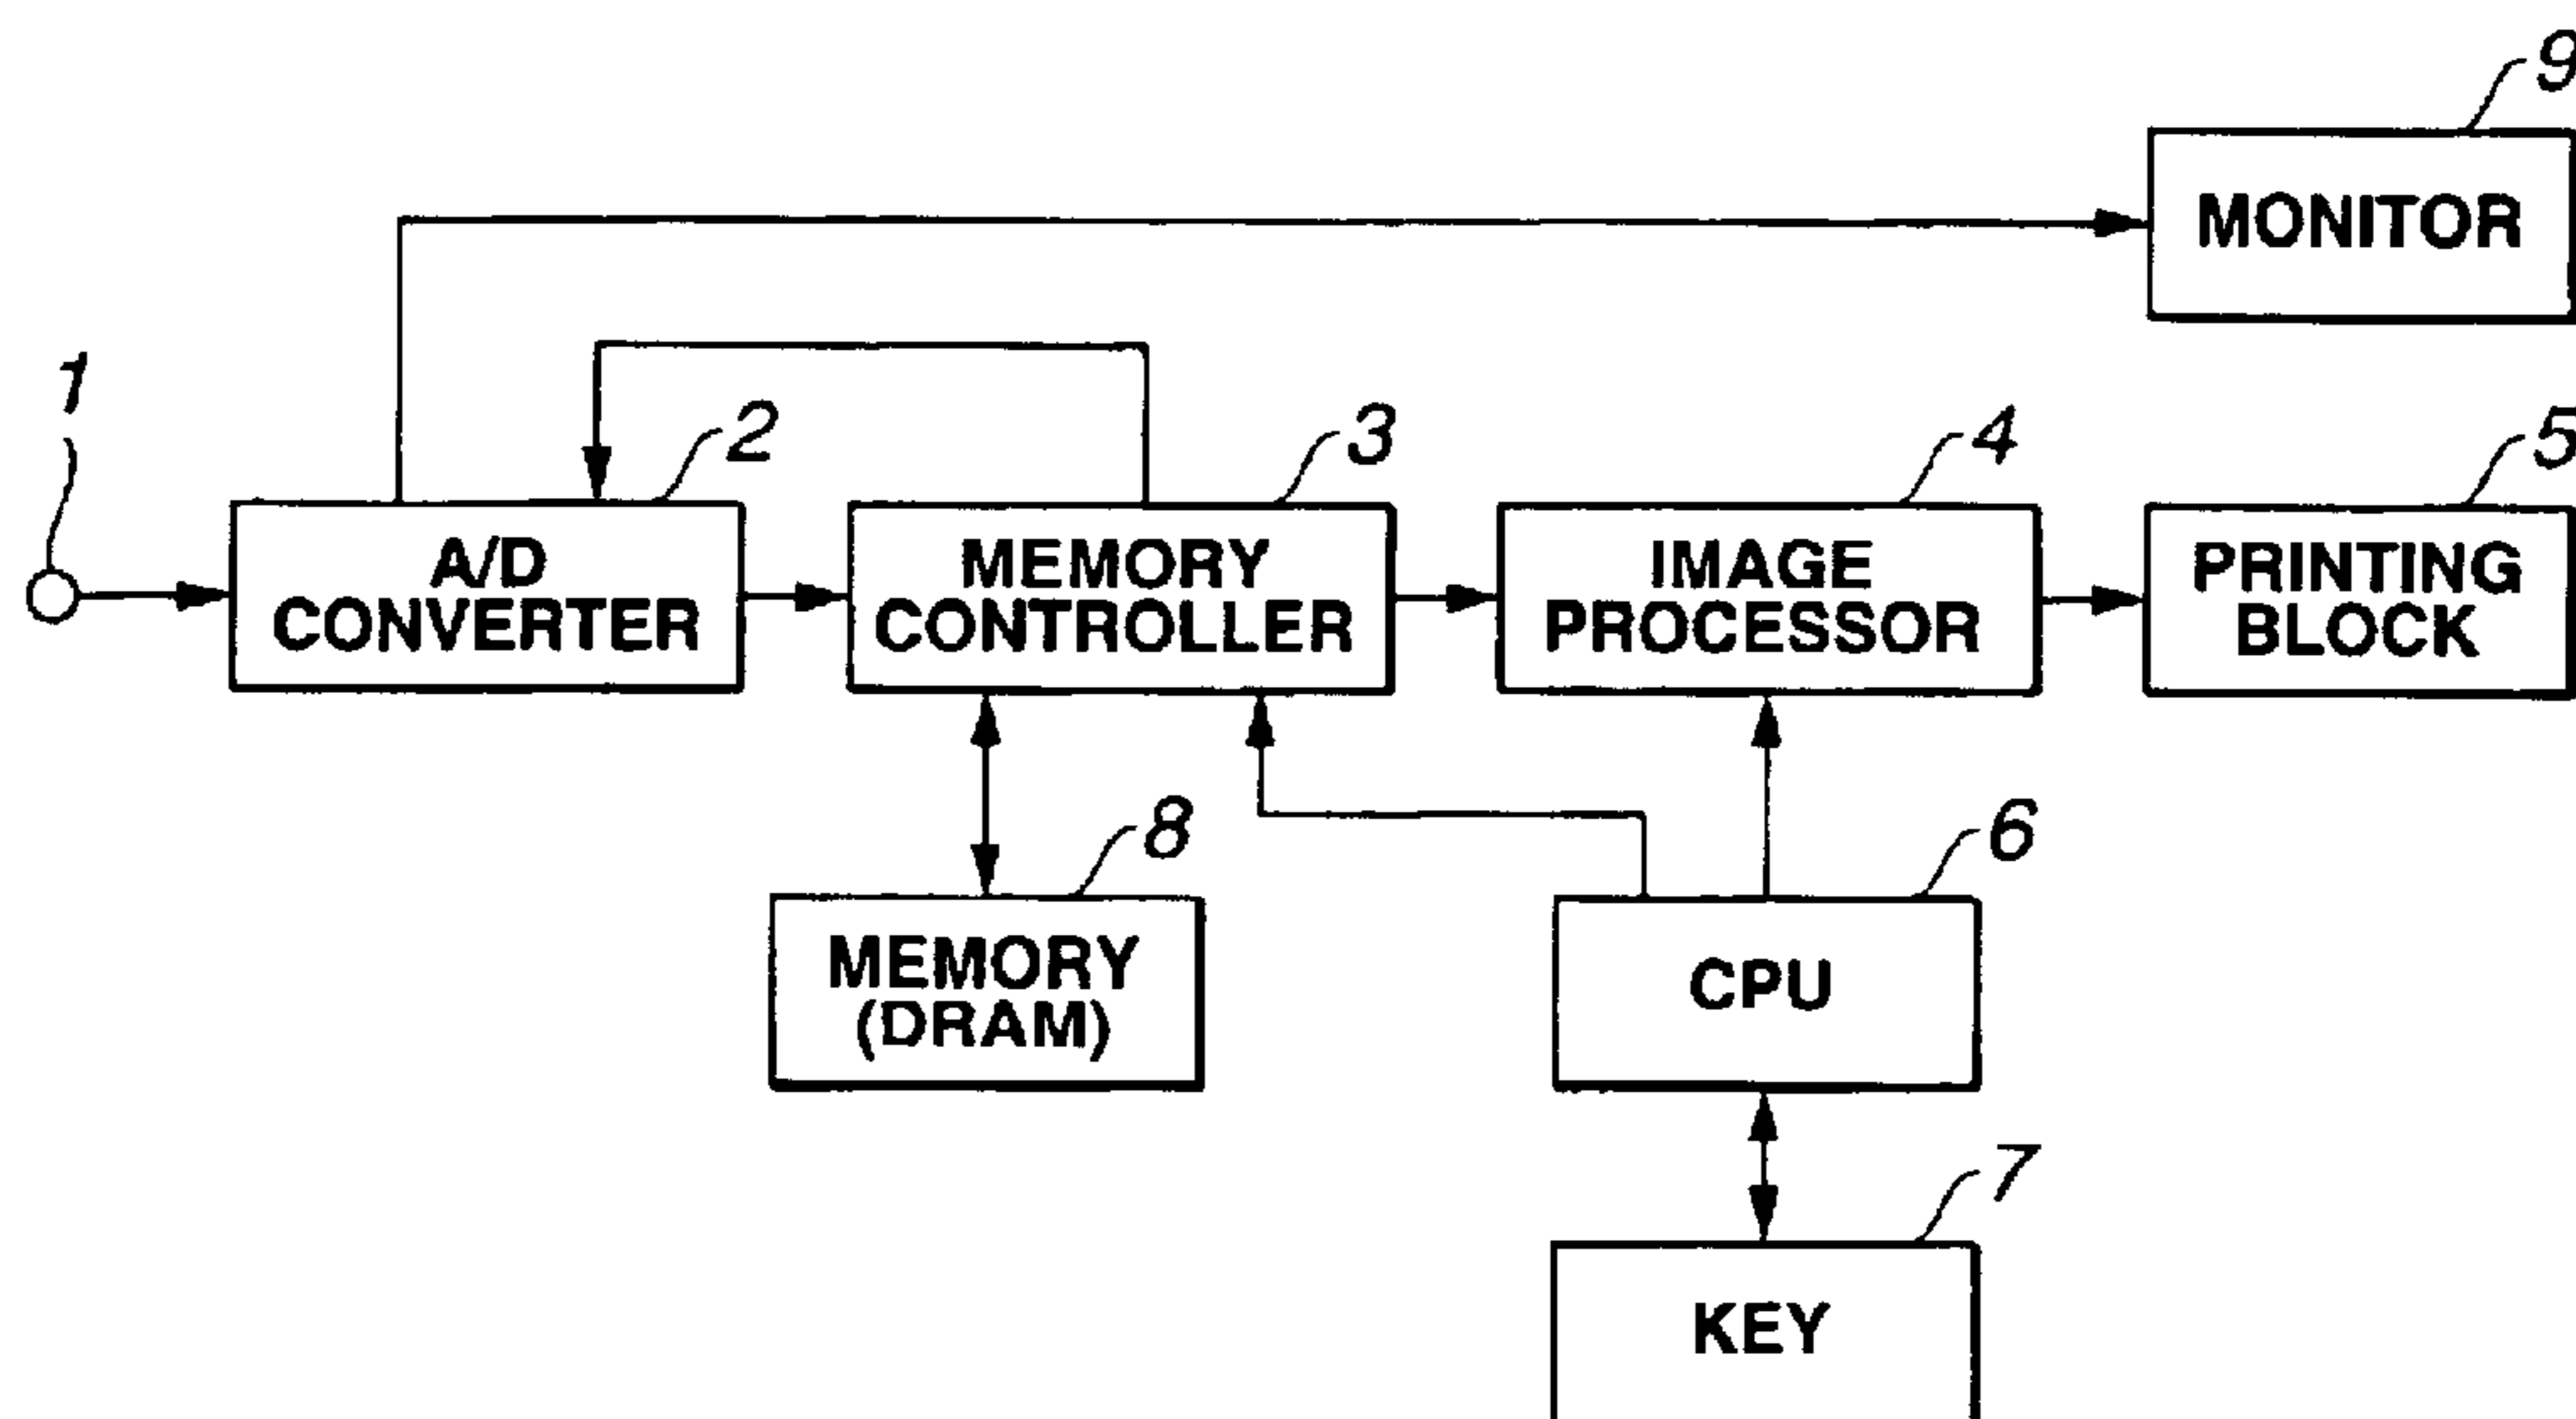 9
MONITOR
1
2
3
4
5
A/D
CONVERTER
MEMORY
CONTROLLER
IMAGE
PROCESSOR
PRINTING
BLOCK
8
6
MEMORY
(DRAM)
CPU
7
KEY